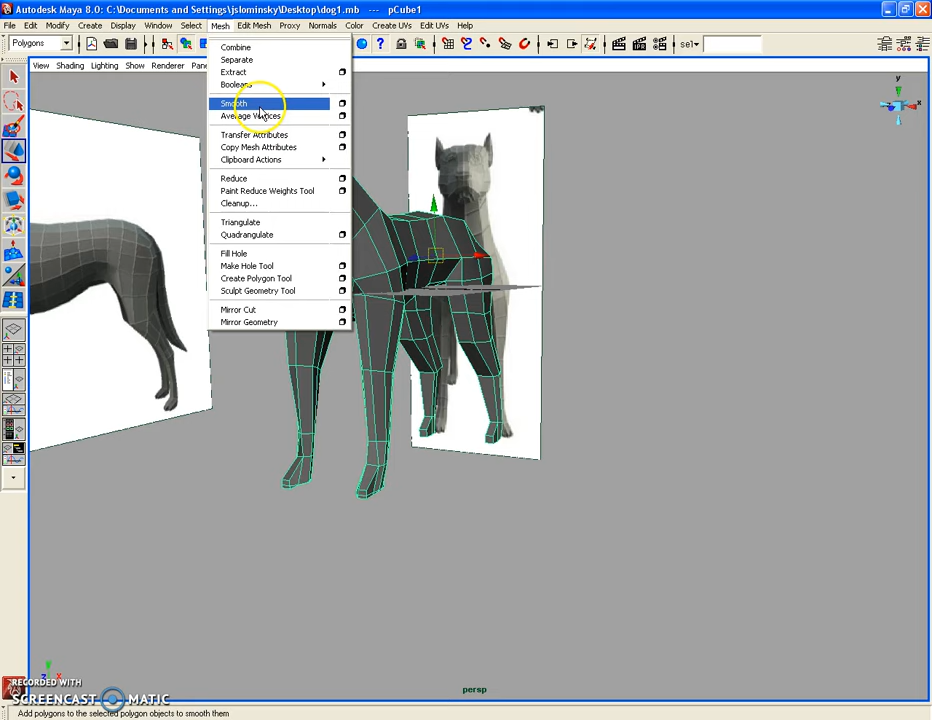 Autodesk Maya 8.0: C:\Documents and Settings\jslominsky\Desktop\dog1.mb --- pCube1
File Edit Modify Create Display Window Select Mesh Edit Mesh Proxy Normals Color Create UVs Edit UVs Help
Polygons
sel
View Shading Lighting Show Renderer Pan
Combine
Separate
Extract
Booleans
Smooth
Average Vertices
Transfer Attributes
Copy Mesh Attributes
Clipboard Actions
Reduce
Paint Reduce Weights Tool
Cleanup...
Triangulate
Quadrangulate
Fill Hole
Make Hole Tool
Create Polygon Tool
Sculpt Geometry Tool
Mirror Cut
Mirror Geometry
y
x
x
persp
RECORDED WITH
SCREENCAST MATIC
Add polygons to the selected polygon objects to smooth them